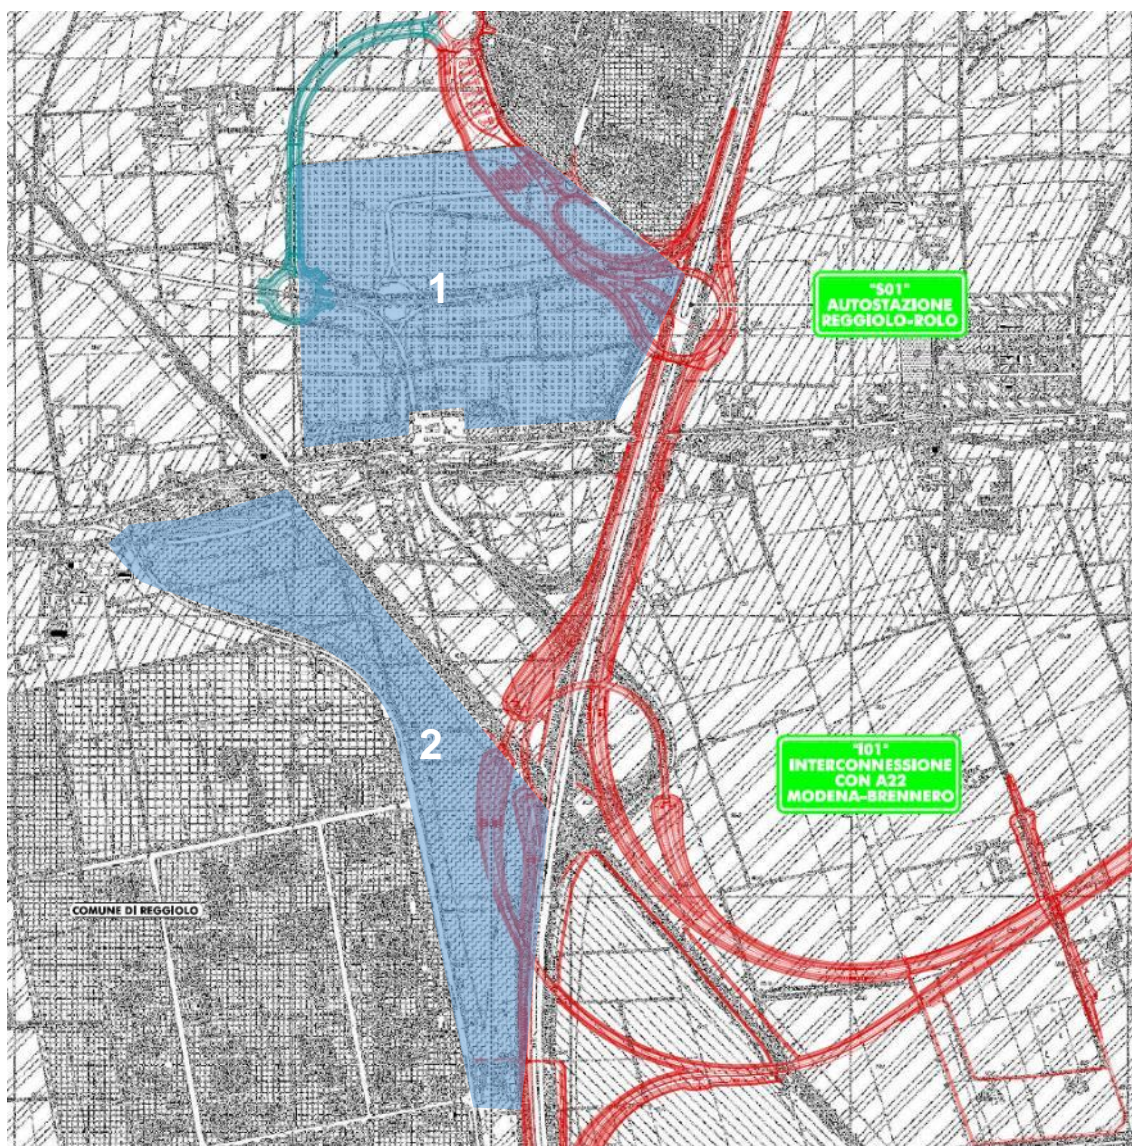 1
"S01"
AUTOSTAZIONE
REGGIOLO-ROLO
2
"I01"
INTERCONNESSIONE
CON A22
MODENA-BRENNERO
COMUNE DI REGGIOLO